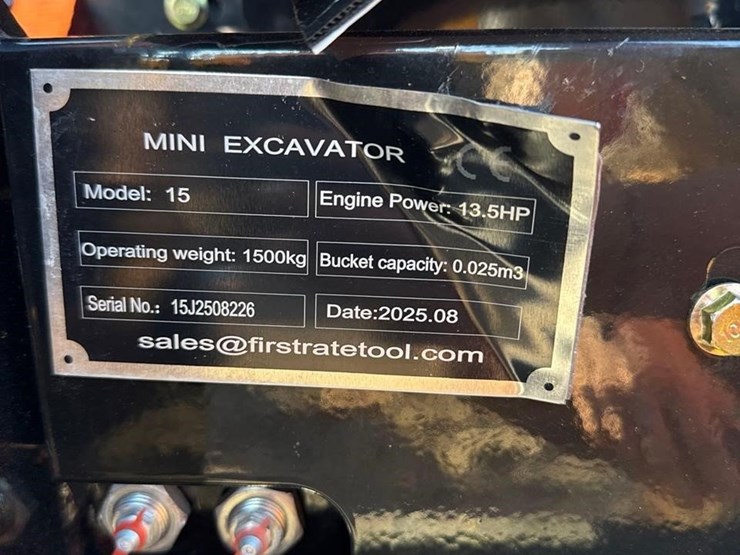 MINI EXCAVATOR CE
Model: 15
Engine Power: 13.5HP
Operating weight: 1500kg
Bucket capacity: 0.025m3
Serial No.: 15J2508226
Date:2025.08
sales@firstratetool.com